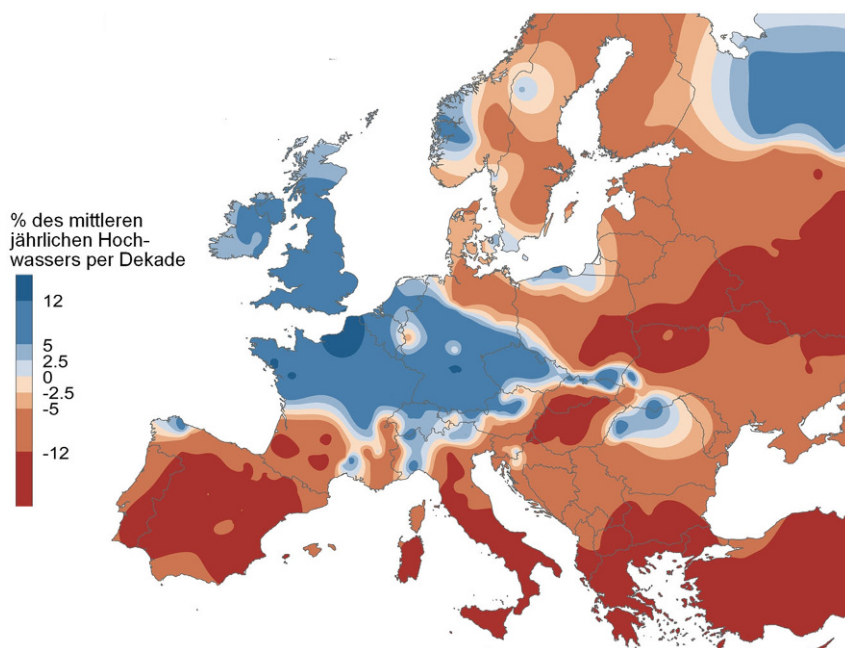 % des mittleren
jährlichen Hoch-
wassers per Dekade
12
5
2.5
0
-2.5
-5
-12